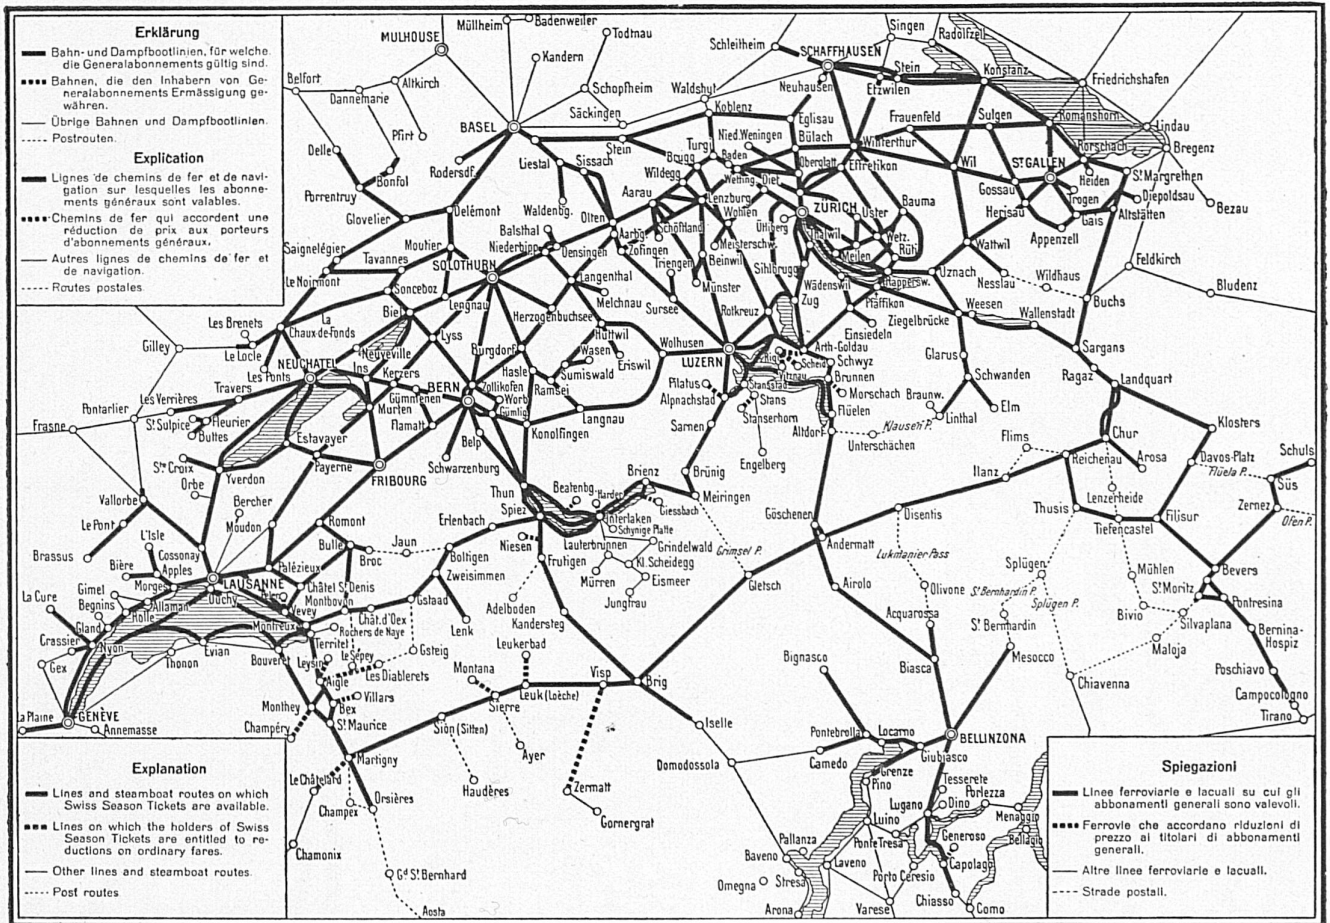 Erklärung
Bahn- und Dampfbootlinien, für welche
die Generalabonnements gültig sind.
Bahnen, die den Inhabern von Ge-
neralabonnements Ermässigung ge-
währen.
Übrige Bahnen und Dampfbootlinien.
Postrouten.
Explication
Lignes de chemins de fer et de navi-
gation sur lesquelles les abonne-
ments généraux sont valables.
Chemins de fer qui accordent une
réduction de prix aux porteurs
d'abonnements généraux.
Autres lignes de chemins de fer et
de navigation.
Routes postales.
MULHOUSE
Müllheim
Badenweiler
Todtnau
Kandern
Schopfheim
Säckingen
Belfort
Dannemarie
Altkirch
Pfirt
BASEL
Delle
Bonfol
Porrentruy
Rodersdf.
Liestal
Sissach
Stein
Waldenbg.
Glovelier
Delémont
Saignelégier
Moutier
Tavannes
Le Noirmont
Sonceboz
SOLOTHURN
Balsthal
Niederbipp
Oensingen
Olten
Aarau
Aarbg.
Zofingen
Schöftland
Langenthal
Melchnau
Triengen
Sursee
Münster
Beinwil
Lengnau
Herzogenbuchsee
Huttwil
Wasen
Eriswil
Sumiswald
Ramsei
Hasle
Burgdorf
Wolhusen
Schleitheim
SCHAFFHAUSEN
Singen
Radolfzell
Stein
Etzwilen
Konstanz
Friedrichshafen
Neuhausen
Waldshut
Koblenz
Eglisau
Frauenfeld
Sulgen
Romanshorn
Lindau
Bregenz
Rorschach
Turgi
Nied.Weningen
Bülach
Winterthur
Brugg
Baden
Wildegg
Oberglatt
Effretikon
Wil
ST GALLEN
Heiden
St. Margrethen
Wetting.
Diet.
Lenzburg
Wohlen
ZÜRICH
Uster
Bauma
Gossau
Trogen
Diepoldsau
Bezau
Herisau
Gais
Altstätten
Appenzell
Ütliberg
Thalwil
Wetz.
Rüti
Meilen
Meisterschw.
Sihlbrugg
Wädenswil
Rappersw.
Uznach
Wattwil
Nesslau
Wildhaus
Feldkirch
Bludenz
Buchs
Zug
Pfäffikon
Weesen
Rotkreuz
Einsiedeln
Ziegelbrücke
Wallenstadt
Sargans
LUZERN
Rigi
Arth-Goldau
Scheid.
Vitznau
Schwyz
Brunnen
Glarus
Ragaz
Landquart
Pilatus
Alpnachstad
Stansstad
Stans
Morschach
Schwanden
Braunw.
Linthal
Elm
Stanserhorn
Flüelen
Altdorf
Klausen P.
Unterschächen
Sarnen
Engelberg
Flims
Chur
Klosters
Ilanz
Reichenau
Arosa
Davos-Platz
Flüela P.
Schuls
Süs
Zernez
Ofen P.
Lenzerheide
Thusis
Tiefencastel
Filisur
Brünig
Meiringen
Göschenen
Andermatt
Disentis
Grimsel P.
Gletsch
Lukmanier Pass
Airolo
Olivone
Acquarossa
Biasca
St. Bernhardin P.
St. Bernardin
Mesocco
Splügen
Splügen P.
Mühlen
Bivio
Bevers
St. Moritz
Pontresina
Silvaplana
Maloja
Bernina-
Hospiz
Poschiavo
Campocologno
Tirano
Chiavenna
Les Brenets
La
Chaux-de-Fonds
Gilley
Le Locle
Biel
Lyss
Les Ponts
NEUCHATEL
Neuveville
Ins
Kerzers
BERN
Zollikofen
Worb
Gümmenen
Gümlig.
Langnau
Travers
Les Verrières
Pontarlier
Frasne
St. Sulpice
Fleurier
Buttes
Murten
Flamatt
Belp
Konolfingen
Schwarzenburg
Estavayer
Payerne
FRIBOURG
Ste Croix
Yverdon
Orbe
Vallorbe
Bercher
Moudon
Le Pont
Brassus
L'Isle
Cossonay
Apples
Bière
Morges
Gimel
Begnins
Allaman
Rolle
La Cure
Gland
Crassier
Gex
Nyon
LAUSANNE
Ouchy
Palézieux
Romont
Bulle
Broc
Jaun
Boltigen
Erlenbach
Thun
Spiez
Niesen
Beatenbg.
Harder
Brienz
Giessbach
Interlaken
Schynige Platte
Lauterbrunnen
Grindelwald
Frutigen
Kl. Scheidegg
Mürren
Eismeer
Jungfrau
Adelboden
Kandersteg
Zweisimmen
Gstaad
Lenk
Châtel St Denis
Montbovon
Vevey
Montreux
Chât. d'Oex
Rochers de Naye
Territet
Gsteig
Le Sépey
Leysin
Les Diablerets
Aigle
Villars
Bex
Evian
Thonon
Bouveret
Monthey
Champéry
St. Maurice
Montana
Leukerbad
Sierre
Leuk (Loèche)
Visp
Brig
Iselle
Domodossola
La Plaine
GENÈVE
Annemasse
Sion (Sitten)
Martigny
Le Châtelard
Champex
Orsières
Chamonix
Gd St. Bernhard
Aosta
Ayer
Haudères
Zermatt
Gornergrat
Bignasco
Pontebrolla
Locarno
Camedo
BELLINZONA
Giubiasco
Grenze
Pino
Tesserete
Lugano
Dino
Porlezza
Menaggio
Bellagio
Luino
Ponte Tresa
Generoso
Capolago
Pallanza
Baveno
Stresa
Omegna
Laveno
Porto Ceresio
Varese
Chiasso
Como
Arona
Explanation
Lines and steamboat routes on which
Swiss Season Tickets are available.
Lines on which the holders of Swiss
Season Tickets are entitled to re-
ductions on ordinary fares.
Other lines and steamboat routes.
Post routes
Spiegazioni
Linee ferroviarie e lacuali su cui gli
abbonamenti generali sono valevoli.
Ferrovie che accordano riduzioni di
prezzo ai titolari di abbonamenti
generali.
Altre linee ferroviarie e lacuali.
Strade postali.